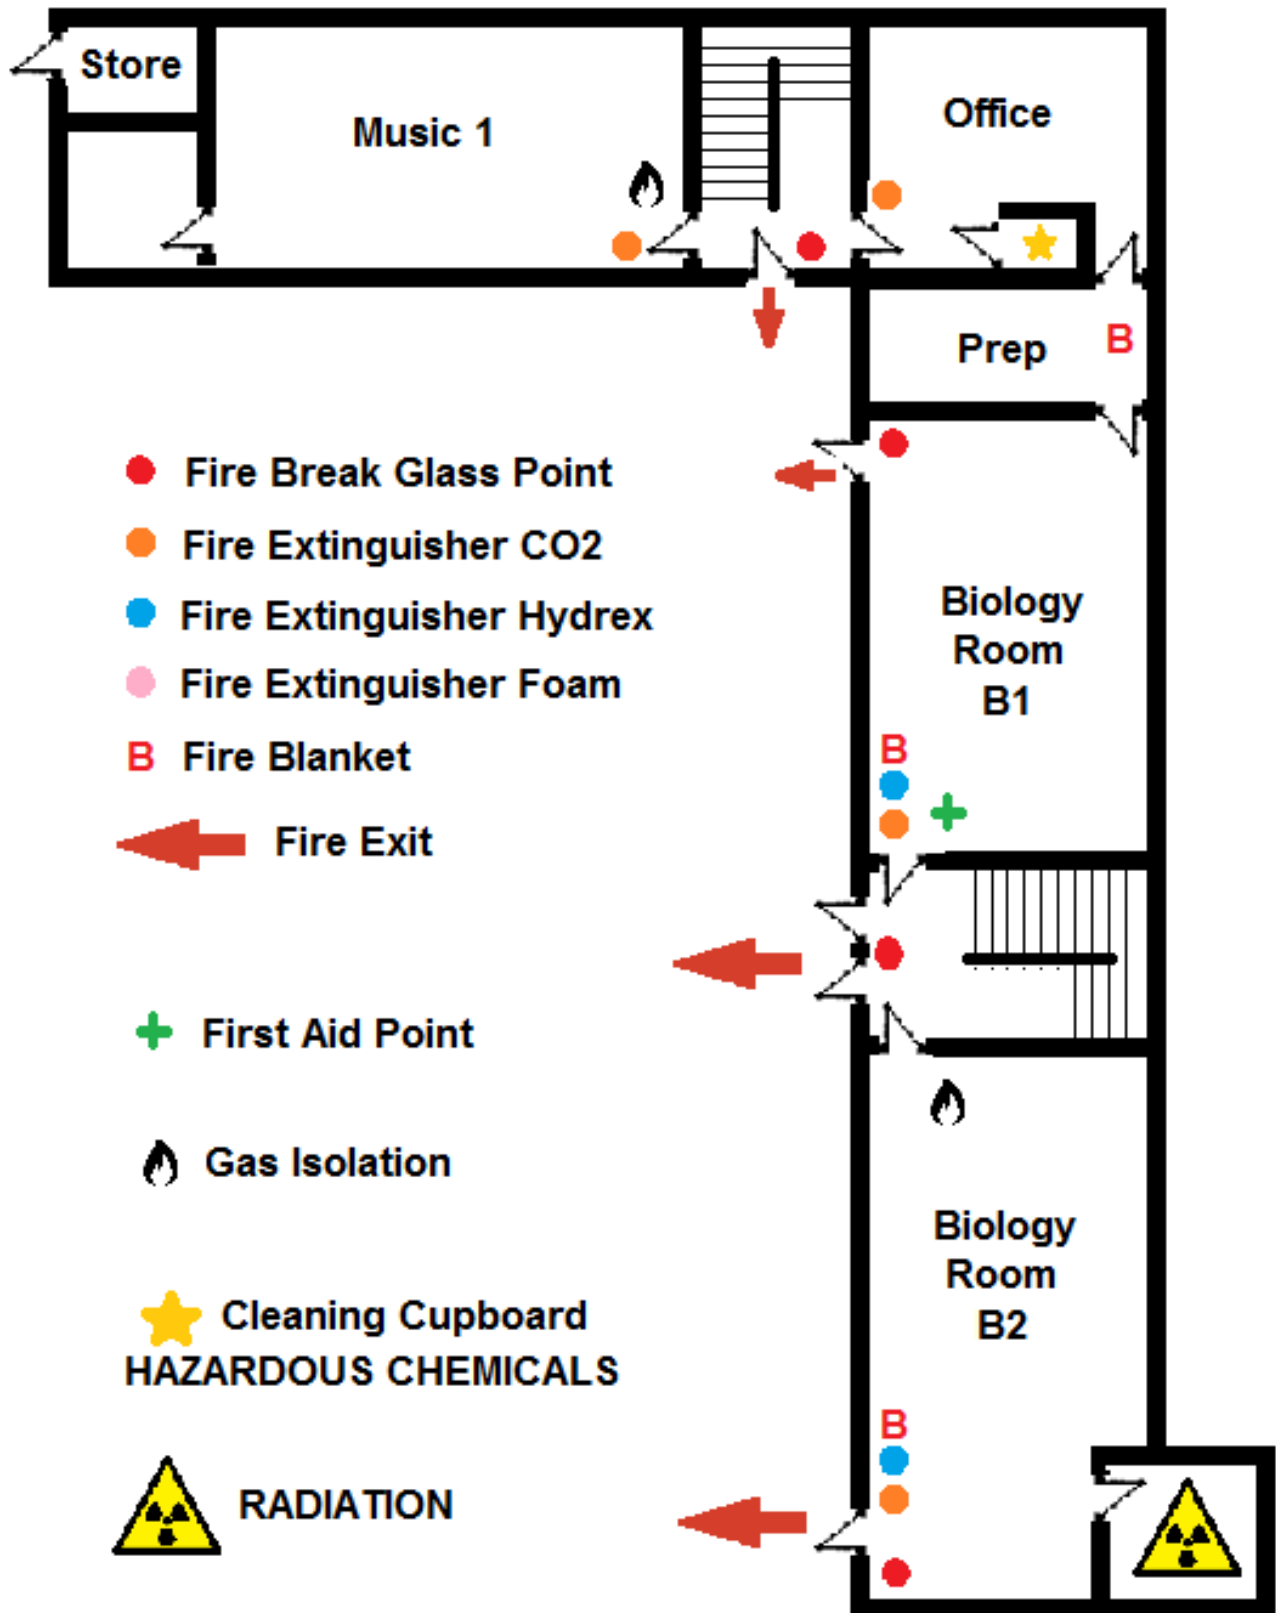 Store
Music 1
Office
Prep
B
Fire Break Glass Point
Fire Extinguisher CO2
Fire Extinguisher Hydrex
Fire Extinguisher Foam
B Fire Blanket
Fire Exit
First Aid Point
Gas Isolation
Cleaning Cupboard
HAZARDOUS CHEMICALS
RADIATION
Biology
Room
B1
B
Biology
Room
B2
B